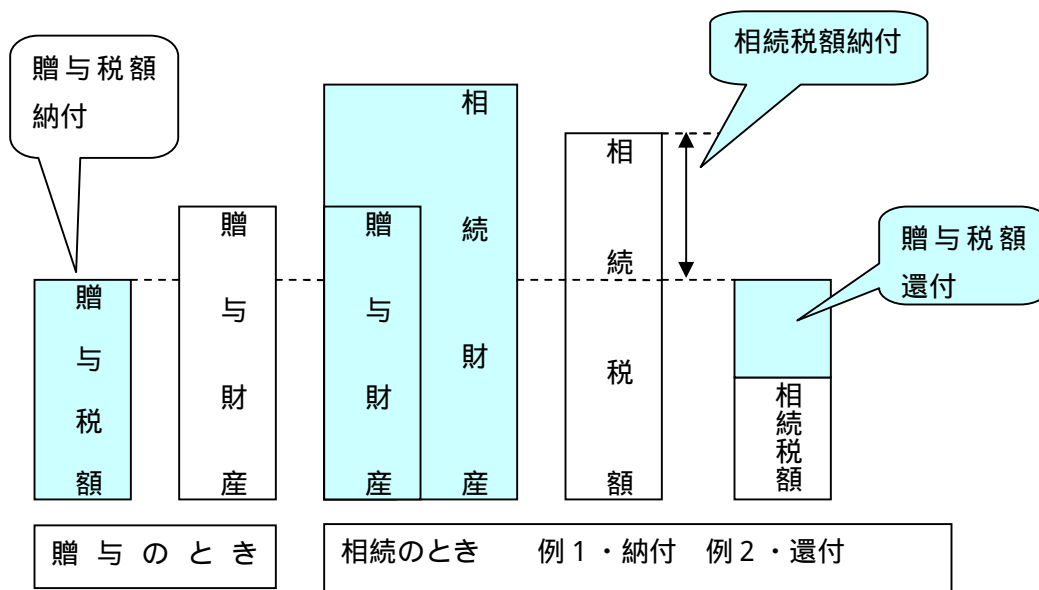 贈与税額
納付
相続税額納付
贈与税額
還付
贈与税額
贈与財産
贈与財産
相続財産
相続税額
相続税額
贈与のとき
相続のとき　例１・納付　例２・還付